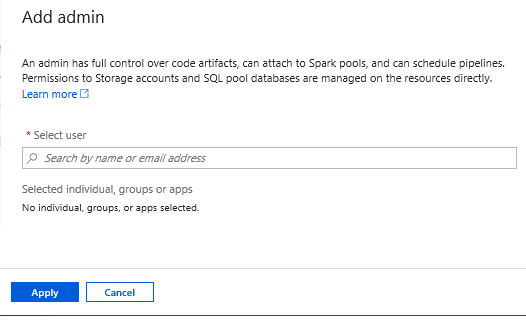 Add admin
An admin has full control over code artifacts, can attach to Spark pools, and can schedule pipelines.
Permissions to Storage accounts and SQL pool databases are managed on the resources directly.
Learn more
* Select user
Search by name or email address
Selected individual, groups or apps
No individual, groups, or apps selected.
Apply
Cancel